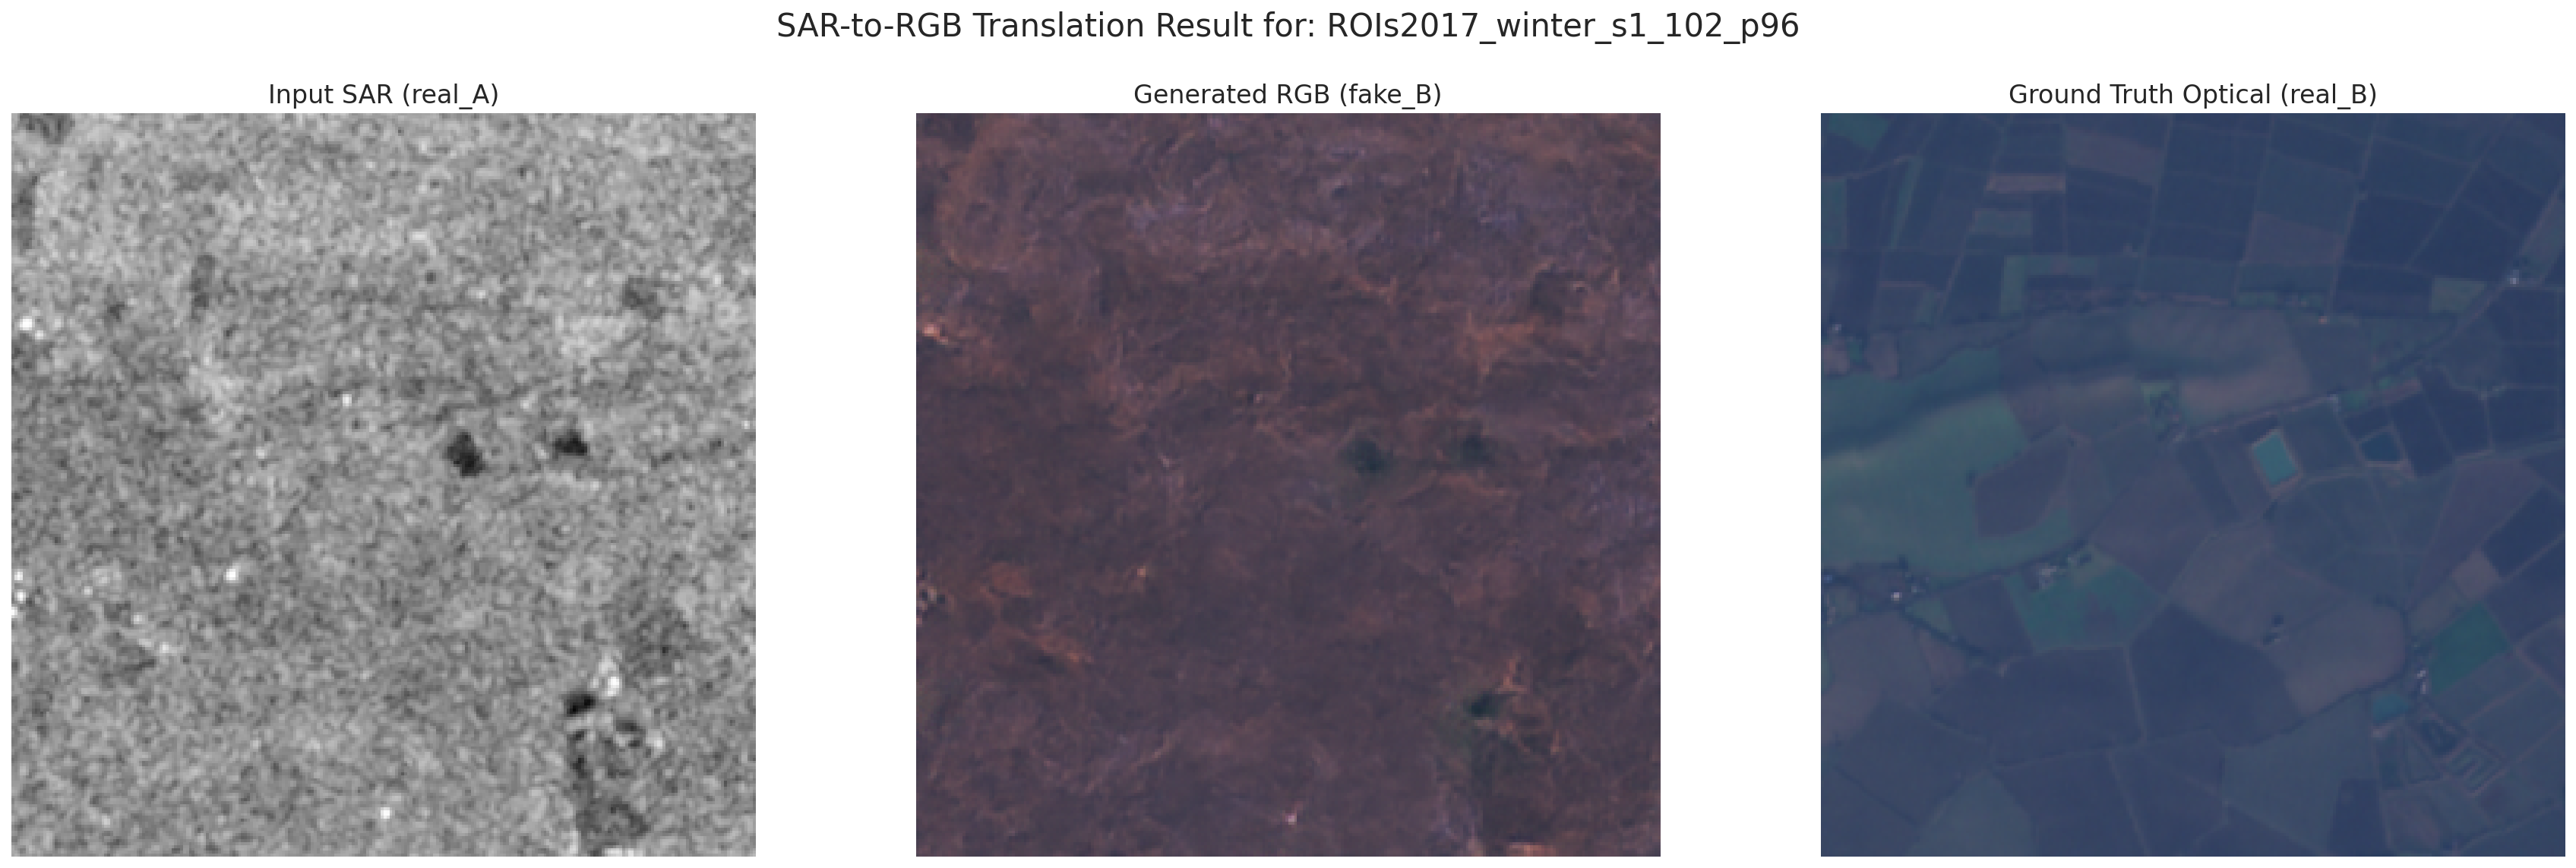 SAR-to-RGB Translation Result for: ROIs2017_winter_s1_102_p96
Input SAR (real_A)
Generated RGB (fake_B)
Ground Truth Optical (real_B)